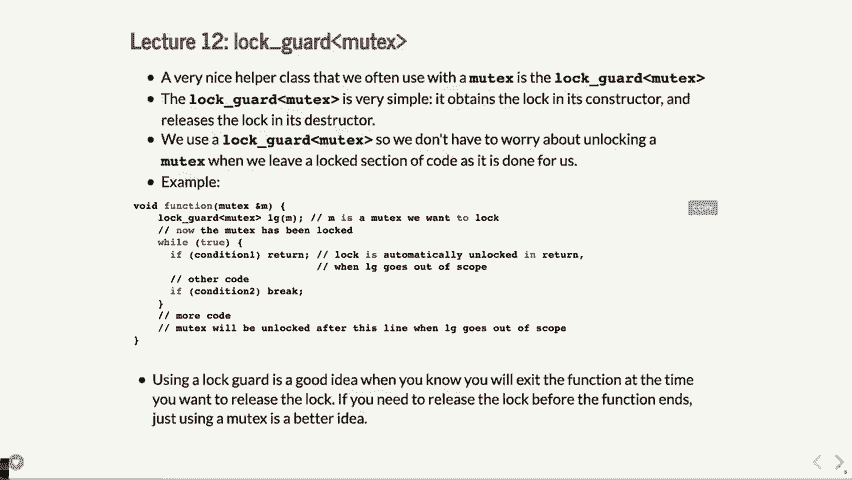 Lecture 12: lock_guard<mutex>
• A very nice helper class that we often use with a mutex is the lock_guard<mutex>
• The lock_guard<mutex> is very simple: it obtains the lock in its constructor, and
releases the lock in its destructor.
• We use a lock_guard<mutex> so we don't have to worry about unlocking a
mutex when we leave a locked section of code as it is done for us.
• Example:
void function(mutex &m) {
    lock_guard<mutex> lg(m); // m is a mutex we want to lock
    // now the mutex has been locked
    while (true) {
      if (condition1) return; // lock is automatically unlocked in return,
                              // when lg goes out of scope
      // other code
      if (condition2) break;
    }
    // more code
    // mutex will be unlocked after this line when lg goes out of scope
}
• Using a lock guard is a good idea when you know you will exit the function at the time
you want to release the lock. If you need to release the lock before the function ends,
just using a mutex is a better idea.